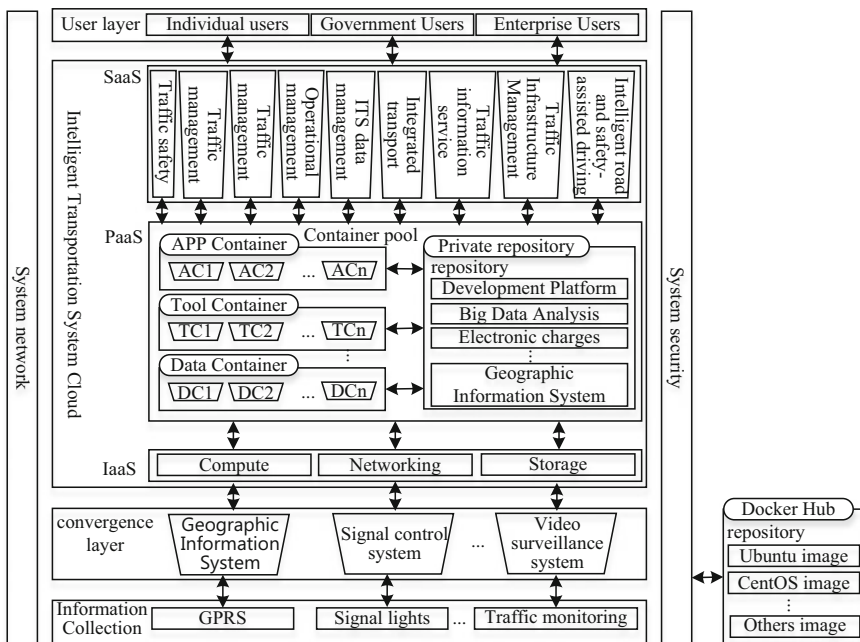 User layer
Individual users
Government Users
Enterprise Users
System network
Intelligent Transportation System Cloud
SaaS
Traffic safety
Traffic
management
Traffic
management
Operational
management
ITS data
management
Integrated
transport
Traffic
information
service
Traffic
Infrastructure
Management
Intelligent road
and safety-
assisted driving
PaaS
Container pool
APP Container
AC1
AC2
...
ACn
Tool Container
TC1
TC2
...
TCn
...
Data Container
DC1
DC2
...
DCn
Private repository
repository
Development Platform
Big Data Analysis
Electronic charges
...
Geographic
Information System
IaaS
Compute
Networking
Storage
convergence
layer
Geographic
Information
System
Signal control
system
...
Video
surveillance
system
Information
Collection
GPRS
Signal lights
...
Traffic monitoring
System security
Docker Hub
repository
Ubuntu image
CentOS image
...
Others image